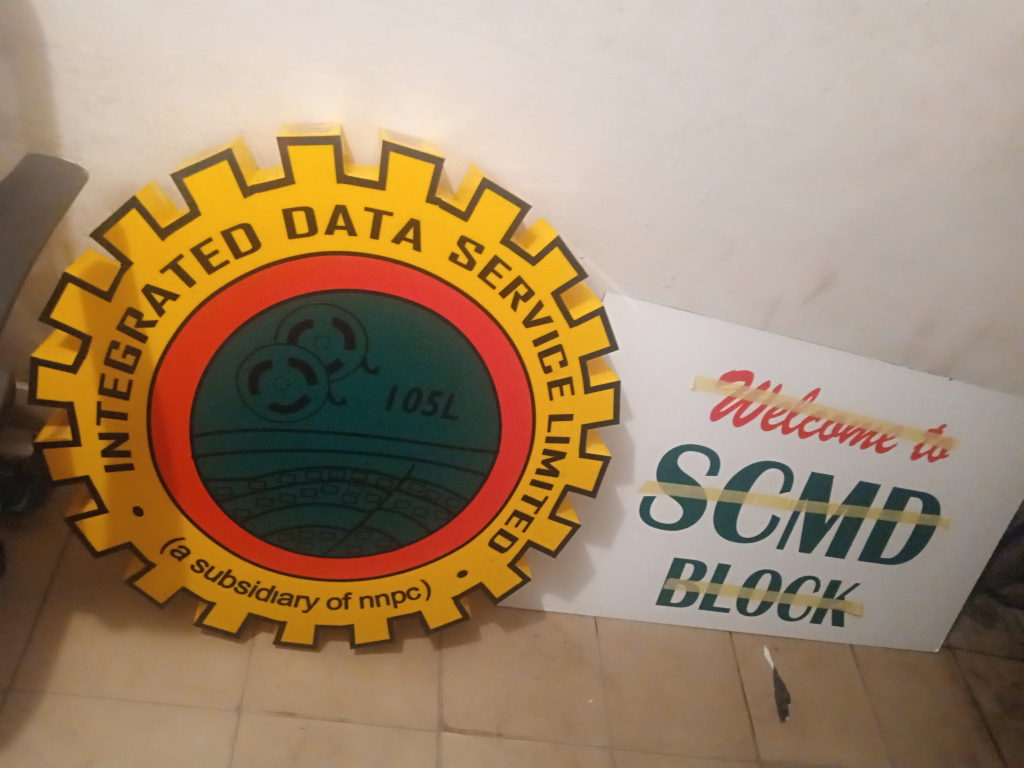 INTEGRATED DATA SERVICE LIMITED
105L
(a subsidiary of nnpc)
Welcome to
SCMD
BLOCK